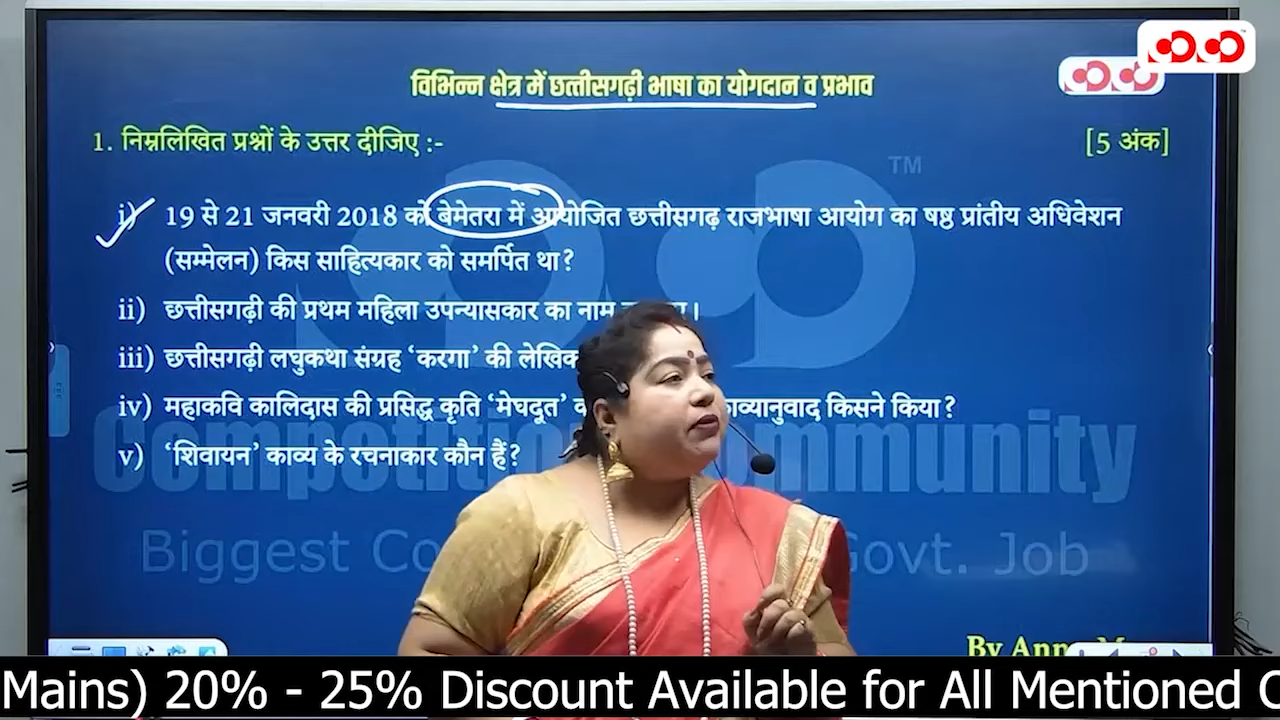 विभिन्न क्षेत्र में छत्तीसगढ़ी भाषा का योगदान व प्रभाव
1. निम्नलिखित प्रश्नों के उत्तर दीजिए :- [5 अंक]
TM
i) 19 से 21 जनवरी 2018 को बेमेतरा में आयोजित छत्तीसगढ़ राजभाषा आयोग का षष्ठ प्रांतीय अधिवेशन
(सम्मेलन) किस साहित्यकार को समर्पित था?
ii) छत्तीसगढ़ी की प्रथम महिला उपन्यासकार का नाम
iii) छत्तीसगढ़ी लघुकथा संग्रह ‘करगा’ की
iv) महाकवि कालिदास की प्रसिद्ध कृति ‘मेघदूत’ किसने किया?
v) ‘शिवायन’ काव्य के रचनाकार कौन हैं?
Biggest Govt. Job
By
Mains) 20% - 25% Discount Available for All Mentioned